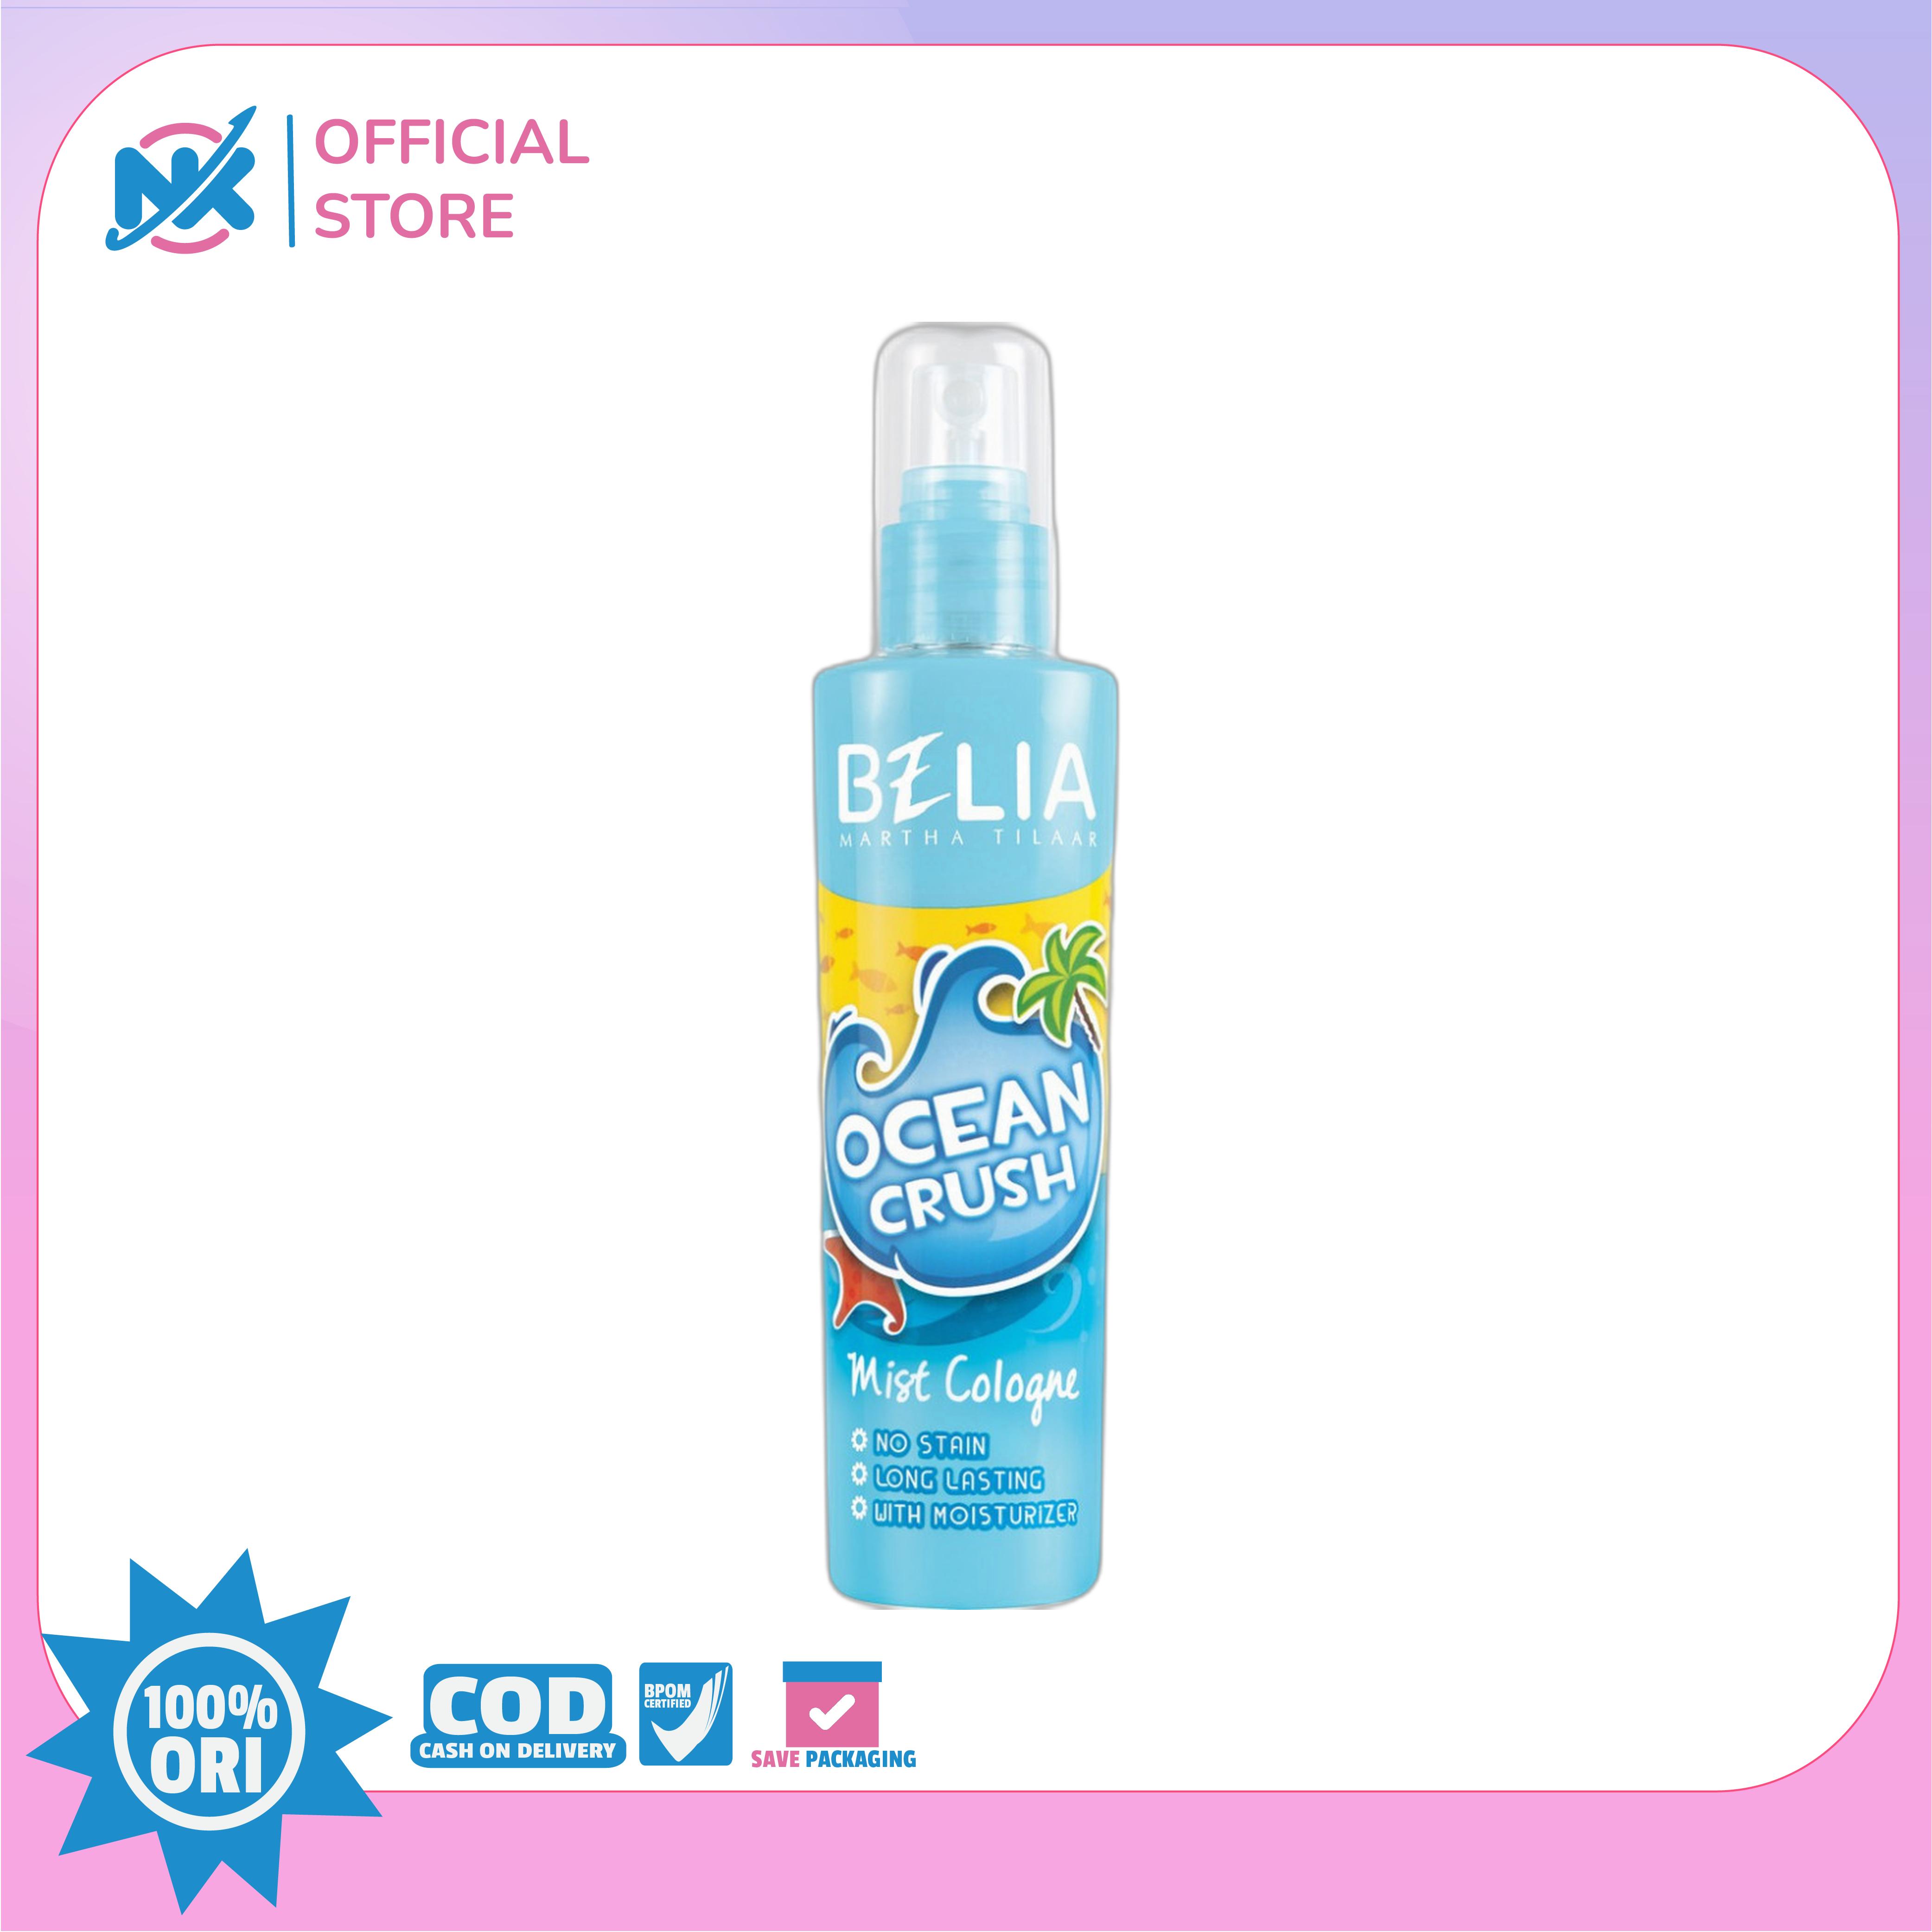 NK
OFFICIAL
STORE
BELIA
MARTHA TILAAR
OCEAN
CRUSH
Mist Cologne
NO STAIN
LONG LASTING
WITH MOISTURIZER
100%
ORI
COD
CASH ON DELIVERY
BPOM
CERTIFIED
SAVE PACKAGING